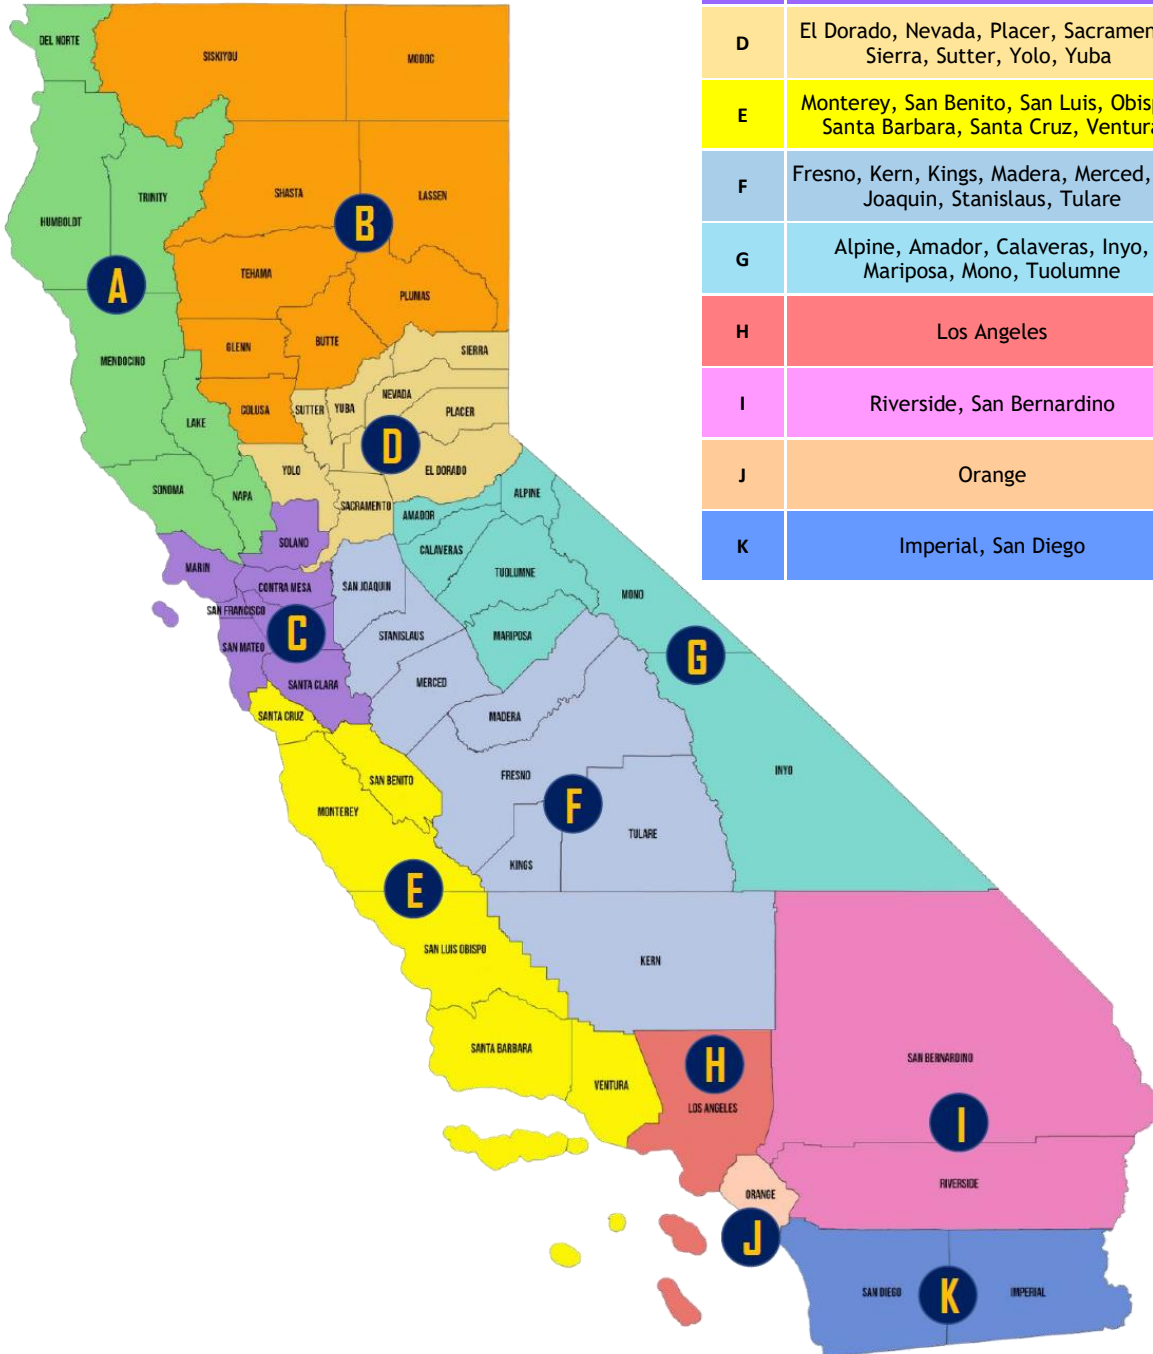 D
El Dorado, Nevada, Placer, Sacramen
Sierra, Sutter, Yolo, Yuba
E
Monterey, San Benito, San Luis, Obis
Santa Barbara, Santa Cruz, Ventura
F
Fresno, Kern, Kings, Madera, Merced,
Joaquin, Stanislaus, Tulare
G
Alpine, Amador, Calaveras, Inyo,
Mariposa, Mono, Tuolumne
H
Los Angeles
I
Riverside, San Bernardino
J
Orange
K
Imperial, San Diego
DEL NORTE
SISKIYOU
MODOC
TRINITY
SHASTA
LASSEN
HUMBOLDT
B
TEHAMA
A
PLUMAS
MENDOCINO
GLENN
BUTTE
SIERRA
NEVADA
COLUSA
SUTTER
YUBA
PLACER
LAKE
D
YOLO
EL DORADO
SONOMA
NAPA
ALPINE
SACRAMENTO
AMADOR
SOLANO
CALAVERAS
MARIN
TUOLUMNE
CONTRA MESA
SAN JOAQUIN
MONO
SAN FRANCISCO
C
STANISLAUS
MARIPOSA
SAN MATEO
G
SANTA CLARA
MERCED
SANTA CRUZ
MADERA
SAN BENITO
FRESNO
INYO
MONTEREY
F
TULARE
KINGS
E
SAN LUIS OBISPO
KERN
SANTA BARBARA
H
SAN BERNARDINO
VENTURA
LOS ANGELES
I
RIVERSIDE
ORANGE
J
SAN DIEGO
K
IMPERIAL